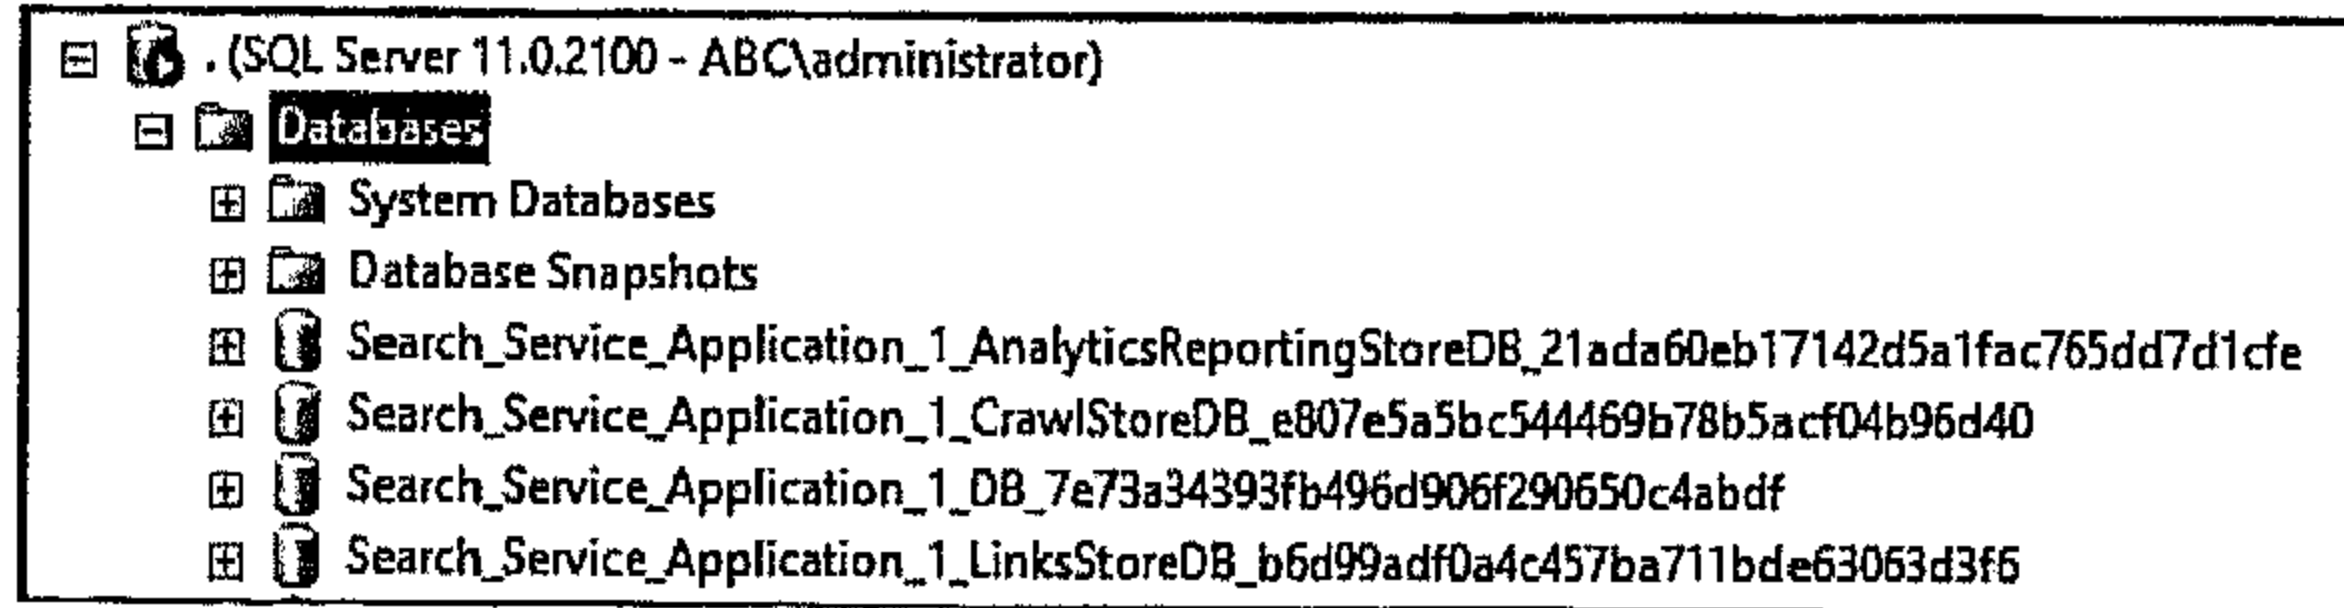 . (SQL Server 11.0.2100 - ABC\administrator)
Databases
System Databases
Database Snapshots
Search_Service_Application_1_AnalyticsReportingStoreDB_21ada60eb17142d5a1fac765dd7d1cfe
Search_Service_Application_1_CrawlStoreDB_e807e5a5bc544469b78b5acf04b96d40
Search_Service_Application_1_DB_7e73a34393fb496d906f290650c4abdf
Search_Service_Application_1_LinksStoreDB_b6d99adf0a4c457ba711bde63063d3f6